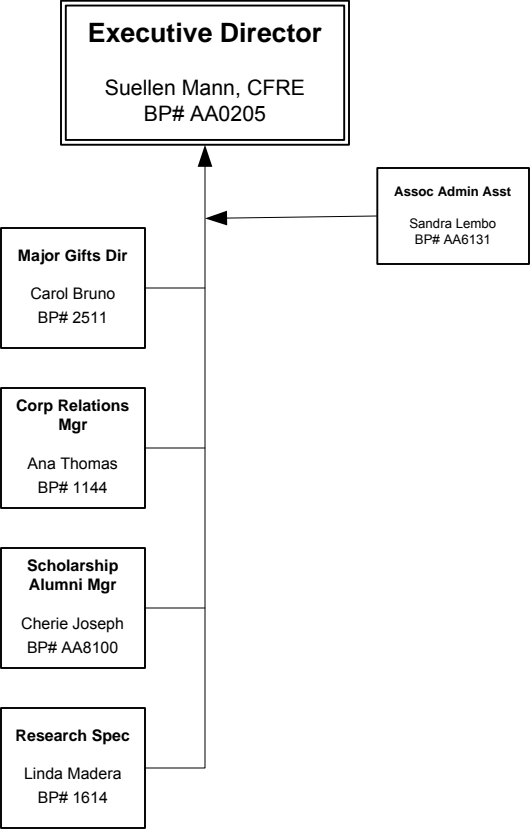 Executive Director
Suellen Mann, CFRE
BP# AA0205
Assoc Admin Asst
Sandra Lembo
BP# AA6131
Major Gifts Dir
Carol Bruno
BP# 2511
Corp Relations
Mgr
Ana Thomas
BP# 1144
Scholarship
Alumni Mgr
Cherie Joseph
BP# AA8100
Research Spec
Linda Madera
BP# 1614